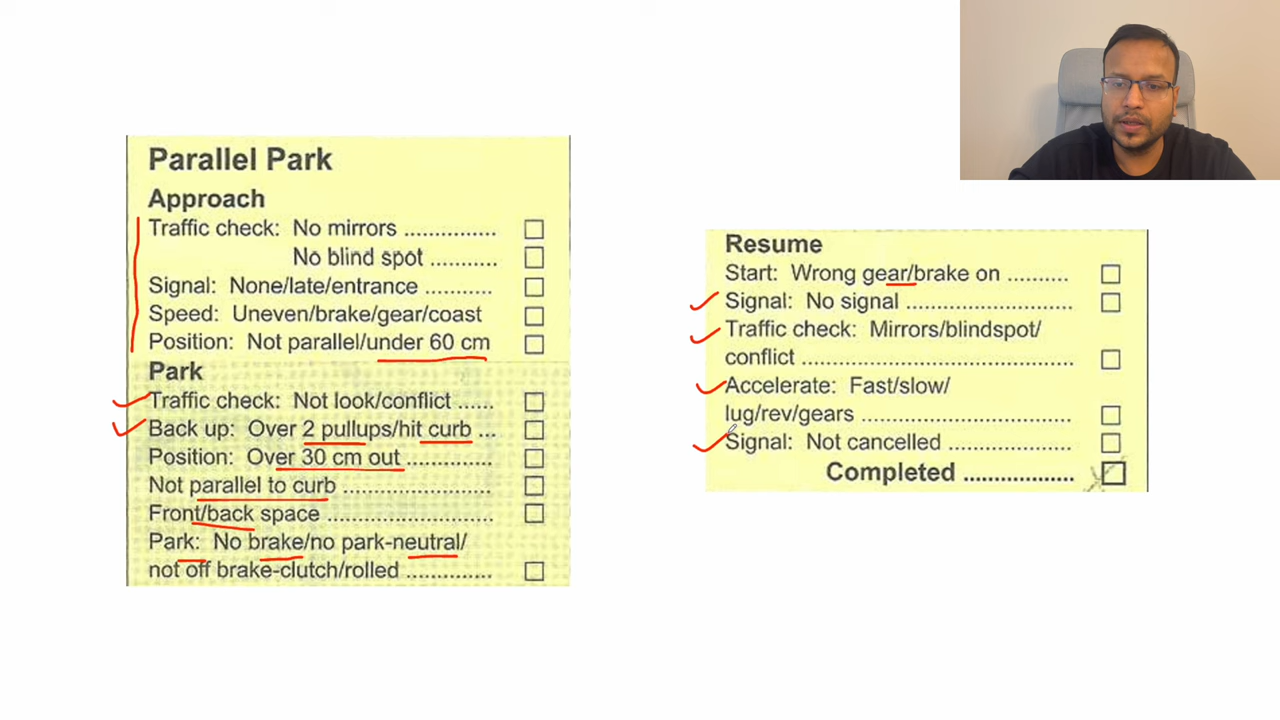 Parallel Park
Approach
Traffic check: No mirrors ...............
No blind spot ...........
Signal: None/late/entrance ...........
Speed: Uneven/brake/gear/coast
Position: Not parallel/under 60 cm
Park
Traffic check: Not look/conflict ......
Back up: Over 2 pullups/hit curb ...
Position: Over 30 cm out ..............
Not parallel to curb .........................
Front/back space ...........................
Park: No brake/no park-neutral/
not off brake-clutch/rolled ..............
Resume
Start: Wrong gear/brake on ..........
Signal: No signal ...........................
Traffic check: Mirrors/blindspot/
conflict ............................................
Accelerate: Fast/slow/
lug/rev/gears ..................................
Signal: Not cancelled ....................
Completed ..................